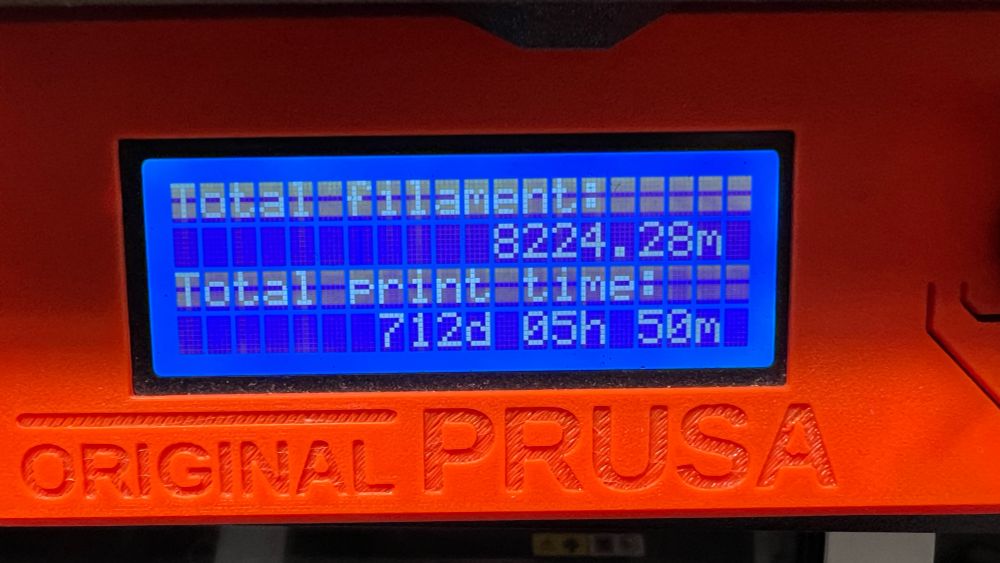 Total filament:
8224.28m
Total print time:
712d 05h 50m
ORIGINAL PRUSA